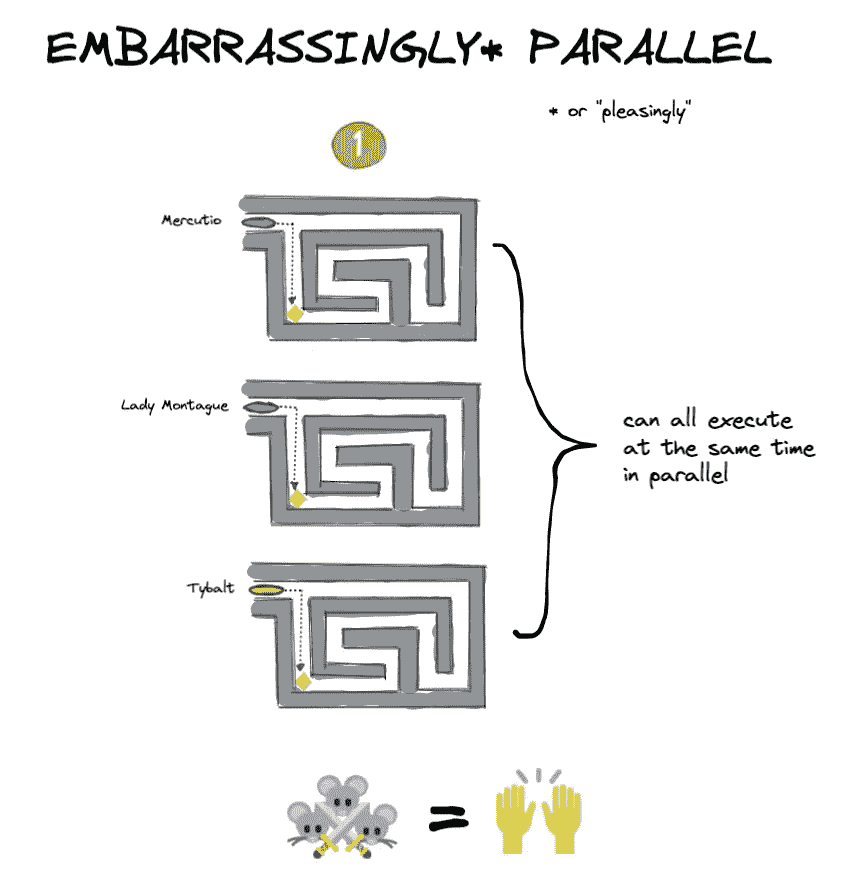 EMBARRASSINGLY* PARALLEL
* or "pleasingly"
1
Mercutio
Lady Montague
Tybalt
can all execute
at the same time
in parallel
=